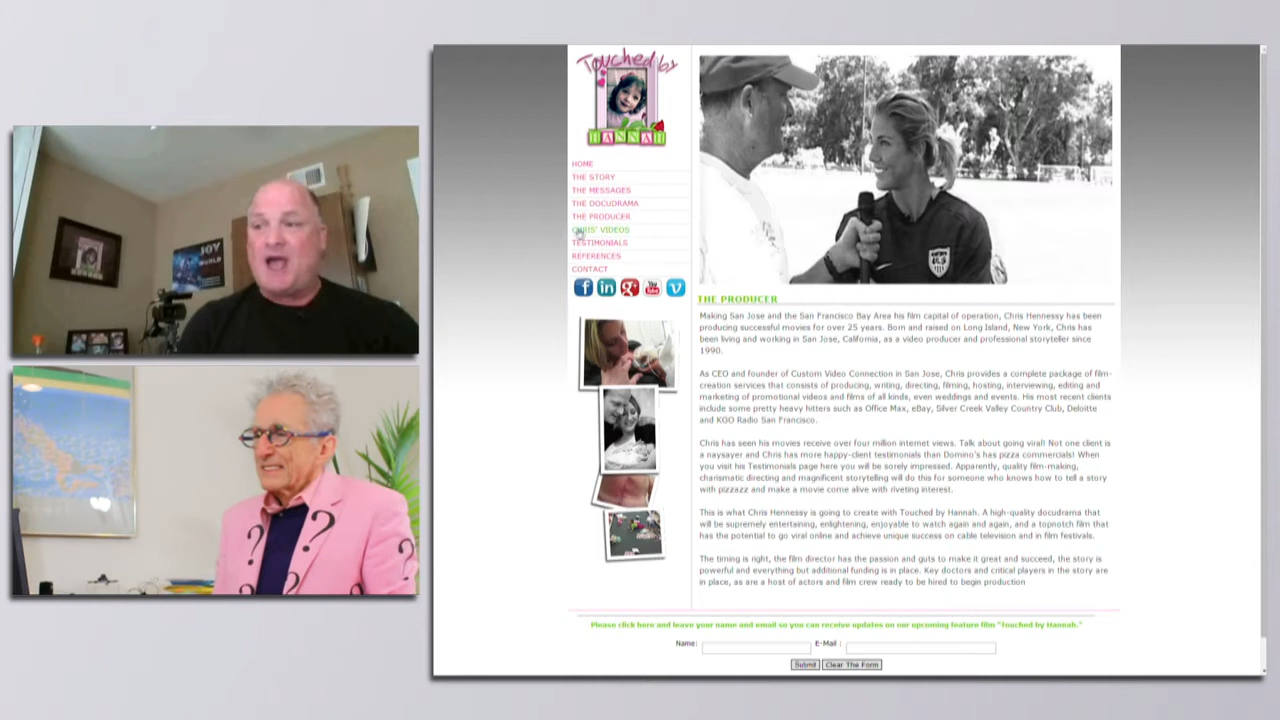 JOY
WORLD
Touched by
HANNAH
HOME
THE STORY
THE MESSAGES
THE DOCUDRAMA
THE PRODUCER
CHRIS' VIDEOS
TESTIMONIALS
REFERENCES
CONTACT
f
in
g+
You
Tube
V
THE PRODUCER
Making San Jose and the San Francisco Bay Area his film capital of operation, Chris Hennessy has been
producing successful movies for over 25 years. Born and raised on Long Island, New York, Chris has
been living and working in San Jose, California, as a video producer and professional storyteller since
1990.
As CEO and founder of Custom Video Connection in San Jose, Chris provides a complete package of film-
creation services that consists of producing, writing, directing, filming, hosting, interviewing, editing and
marketing of promotional videos and films of all kinds, even weddings and events. His most recent clients
include some pretty heavy hitters such as Office Max, eBay, Silver Creek Valley Country Club, Deloitte
and KGO Radio San Francisco.
Chris has seen his movies receive over four million internet views. Talk about going viral! Not one client is
a naysayer and Chris has more happy-client testimonials than Domino's has pizza commercials! When
you visit his Testimonials page here you will be sorely impressed. Apparently, quality film-making,
charismatic directing and magnificent storytelling will do this for someone who knows how to tell a story
with pizzazz and make a movie come alive with riveting interest.
This is what Chris Hennessy is going to create with Touched by Hannah. A high-quality docudrama that
will be supremely entertaining, enlightening, enjoyable to watch again and again, and a topnotch film that
has the potential to go viral online and achieve unique success on cable television and in film festivals.
The timing is right, the film director has the passion and guts to make it great and succeed, the story is
powerful and everything but additional funding is in place. Key doctors and critical players in the story are
in place, as are a host of actors and film crew ready to be hired to begin production
Please click here and leave your name and email so you can receive updates on our upcoming feature film "Touched by Hannah."
Name: E-Mail :
Submit Clear The Form